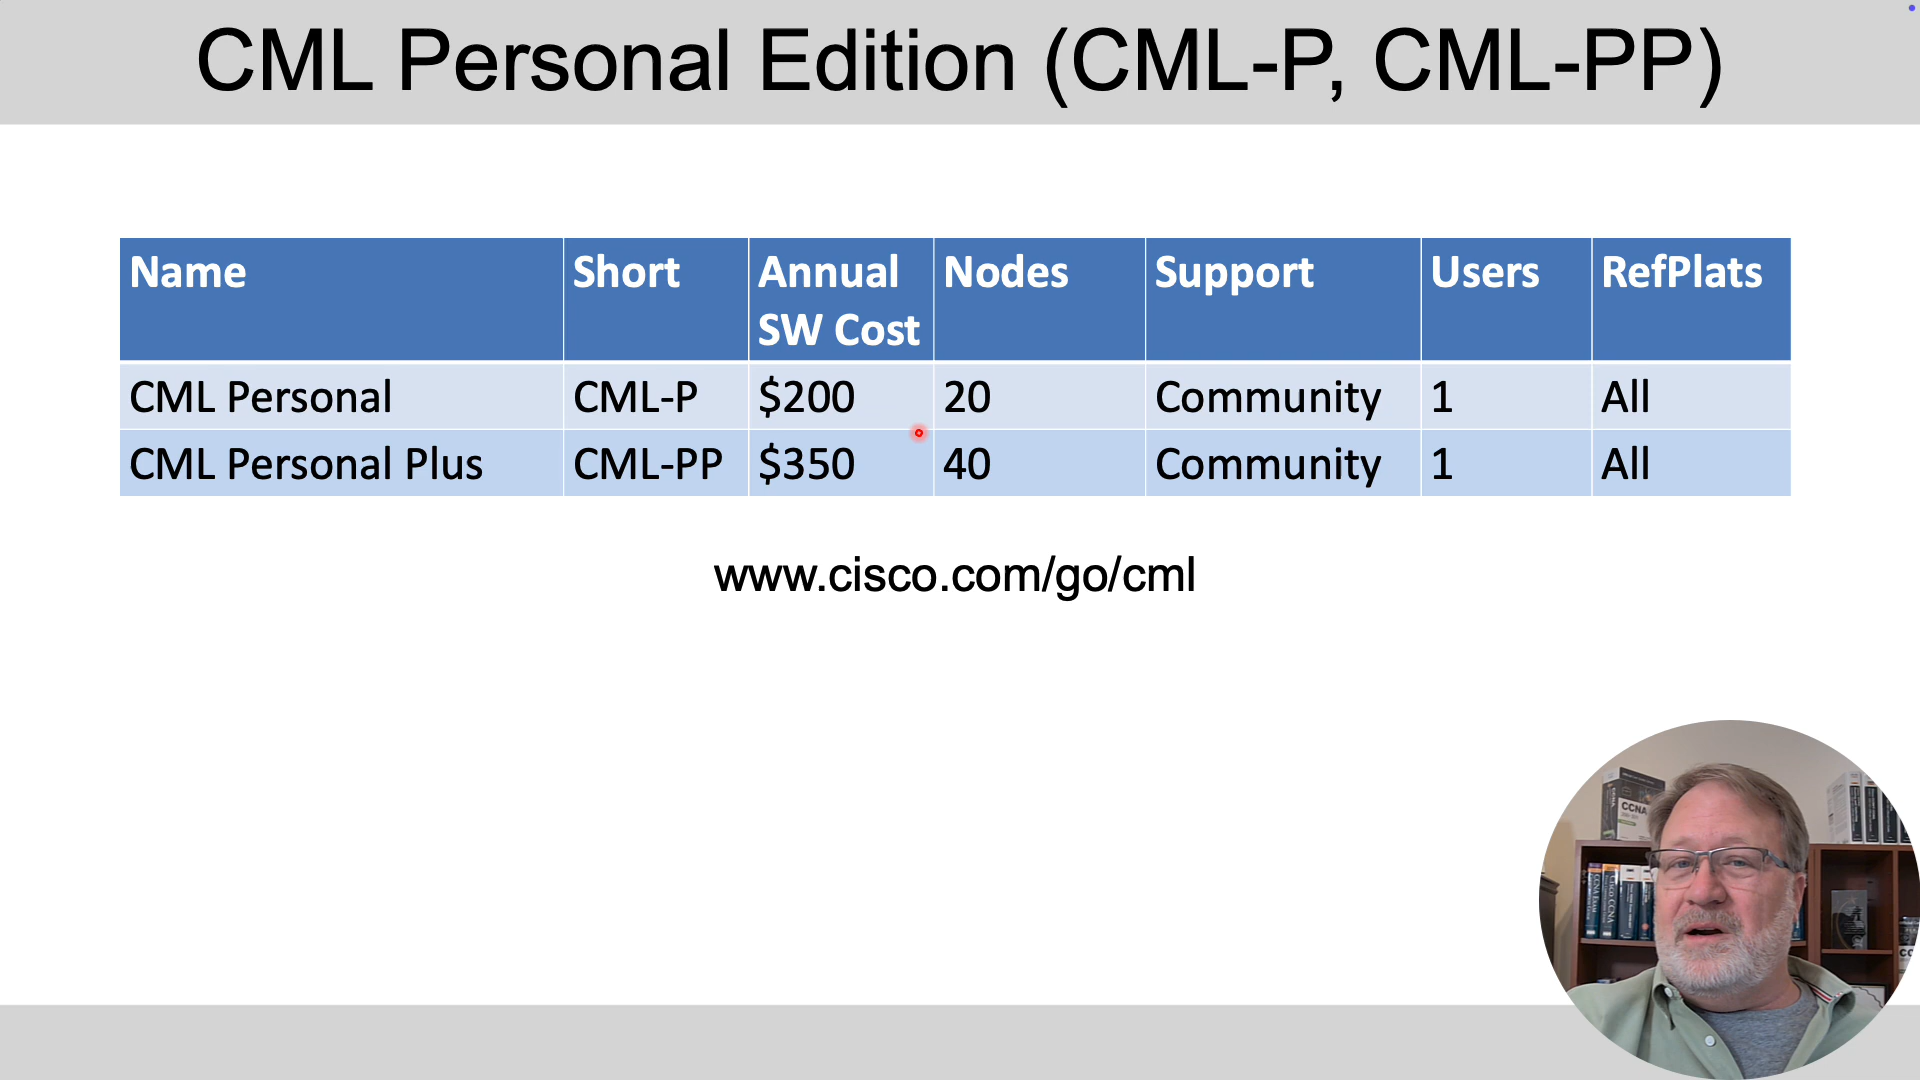 CML Personal Edition (CML-P, CML-PP)
Name Short Annual SW Cost Nodes Support Users RefPlats
CML Personal CML-P $200 20 Community 1 All
CML Personal Plus CML-PP $350 40 Community 1 All
www.cisco.com/go/cml
CCNA
CCNA